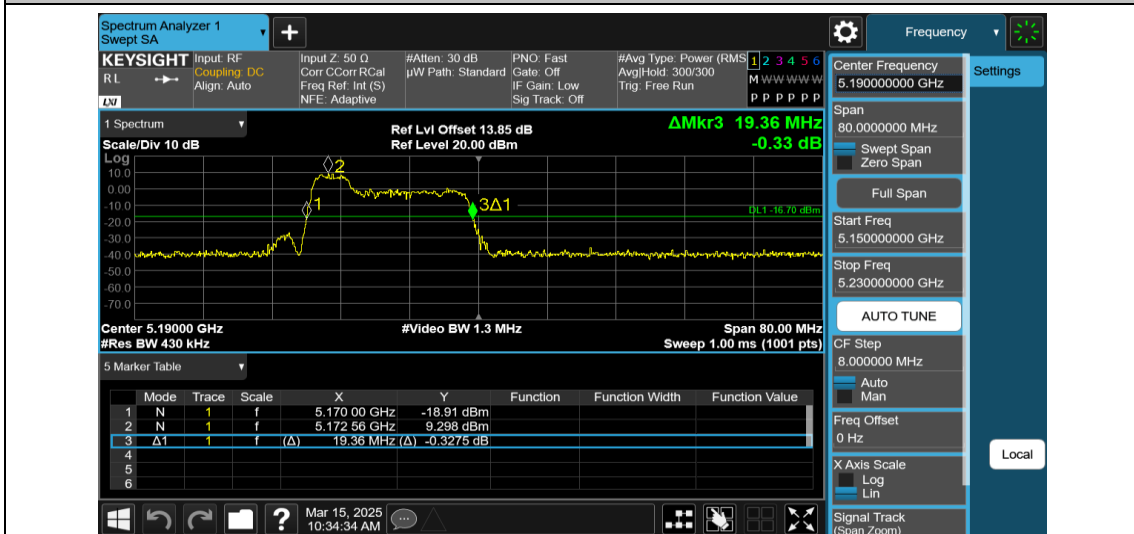 Spectrum Analyzer 1
Swept SA
Frequency
KEYSIGHT
RL
LXI
Input: RF
Coupling: DC
Align: Auto
Input Z: 50 Ω
Corr CCorr RCal
Freq Ref: Int (S)
NFE: Adaptive
#Atten: 30 dB
µW Path: Standard
PNO: Fast
Gate: Off
IF Gain: Low
Sig Track: Off
#Avg Type: Power (RMS
Avg|Hold: 300/300
Trig: Free Run
1 2 3 4 5 6
M W W W W W
P P P P P P
1 Spectrum
Scale/Div 10 dB
Ref Lvl Offset 13.85 dB
Ref Level 20.00 dBm
ΔMkr3 19.36 MHz
-0.33 dB
Log
10.0
0.00
-10.0
-20.0
-30.0
-40.0
-50.0
-60.0
-70.0
2
1
3Δ1
DL1 -16.70 dBm
Center 5.19000 GHz
#Video BW 1.3 MHz
Span 80.00 MHz
#Res BW 430 kHz
Sweep 1.00 ms (1001 pts)
5 Marker Table
Mode Trace Scale X Y Function Function Width Function Value
1 N 1 f 5.170 00 GHz -18.91 dBm
2 N 1 f 5.172 56 GHz 9.298 dBm
3 Δ1 1 f (Δ) 19.36 MHz (Δ) -0.3275 dB
4
5
6
Mar 15, 2025
10:34:34 AM
Center Frequency
5.190000000 GHz
Span
80.0000000 MHz
Swept Span
Zero Span
Full Span
Start Freq
5.150000000 GHz
Stop Freq
5.230000000 GHz
AUTO TUNE
CF Step
8.000000 MHz
Auto
Man
Freq Offset
0 Hz
X Axis Scale
Log
Lin
Signal Track
(Span Zoom)
Settings
Local